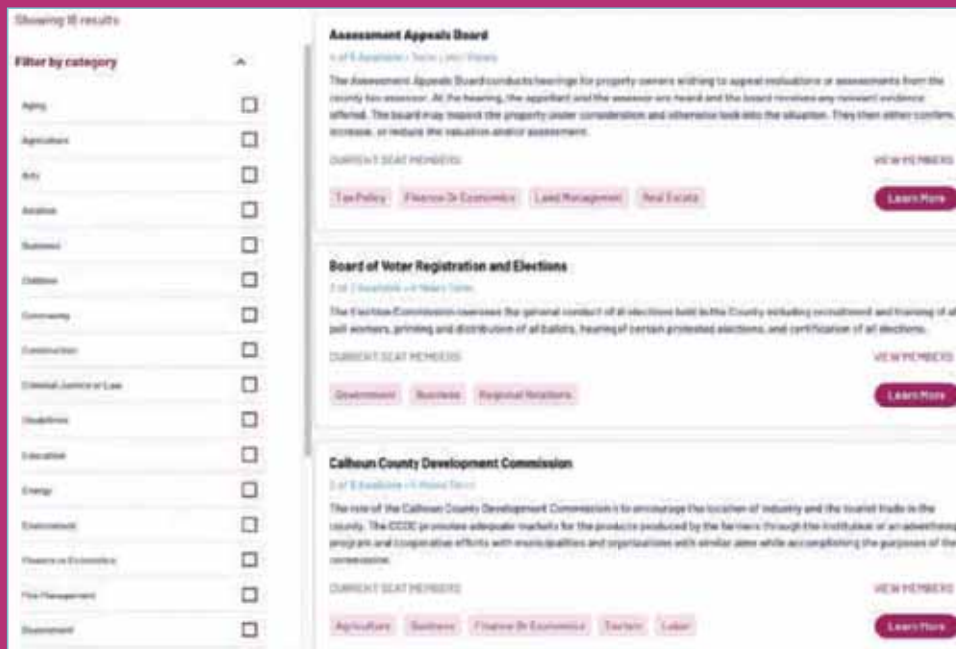 Showing 18 results
Filter by category
Aging
Agriculture
Arts
Aviation
Business
Children
Community
Construction
Criminal Justice or Law
Disabilities
Education
Energy
Environment
Finance or Economics
Fire Management
Government
Assessment Appeals Board
The Assessment Appeals Board conducts hearings for property owners wishing to appeal evaluations or assessments from the
county tax assessor. At the hearing, the appellant and the assessor are heard and the board receives any relevant evidence
offered. The board may inspect the property under consideration and otherwise look into the situation. They then either confirm,
increase, or reduce the valuation and/or assessment.
CURRENT SEAT MEMBERS
VIEW MEMBERS
Tax Policy Finance Or Economics Land Management Real Estate
Learn More
Board of Voter Registration and Elections
The Election Commission oversees the general conduct of all elections held in the County including recruitment and training of all
poll workers, printing and distribution of all ballots, hearing of certain protested elections, and certification of all elections.
CURRENT SEAT MEMBERS
VIEW MEMBERS
Government Business Regional Relations
Learn More
Calhoun County Development Commission
The role of the Calhoun County Development Commission is to encourage the location of industry and the tourist trade in the
county. The CCDC promotes adequate markets for the products produced by the farmers through the institution of an advertising
program and cooperative efforts with municipalities and organizations with similar aims while accomplishing the purposes of the
commission.
CURRENT SEAT MEMBERS
VIEW MEMBERS
Agriculture Business Finance Or Economics Tourism Labor
Learn More